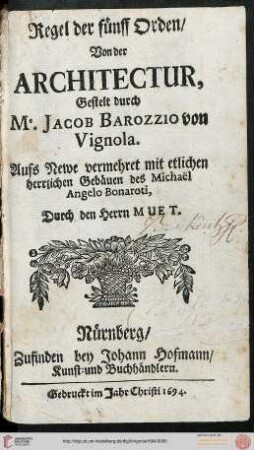 Regel der fünff Orden/
Von der
ARCHITECTUR,
Gestelt durch
Mr. JACOB BAROZZIO von
Vignola.
Aufs Newe vermehret mit etlichen
herrlichen Gebäuen des Michaël
Angelo Bonaroti,
Durch den Herrn MUET.
Nürnberg/
Zufinden bey Johann Hofmann/
Kunst-und Buchhändlern.
Gedruckt im Jahr Christi 1694.